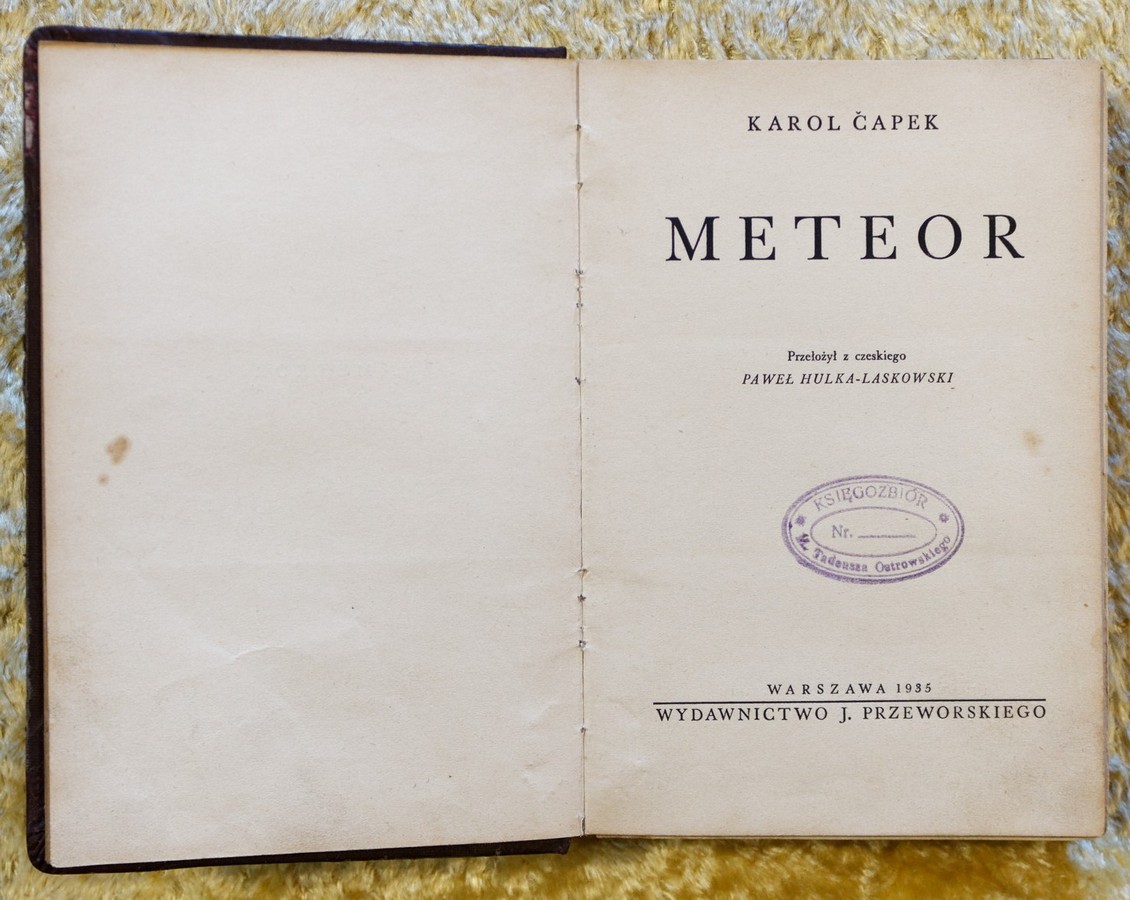 KAROL ČAPEK
METEOR
Przełożył z czeskiego
PAWEŁ HULKA-LASKOWSKI
KSIĘGOZBIÓR
Nr.
Tadeusza Ostrowskiego
WARSZAWA 1935
WYDAWNICTWO J. PRZEWORSKIEGO